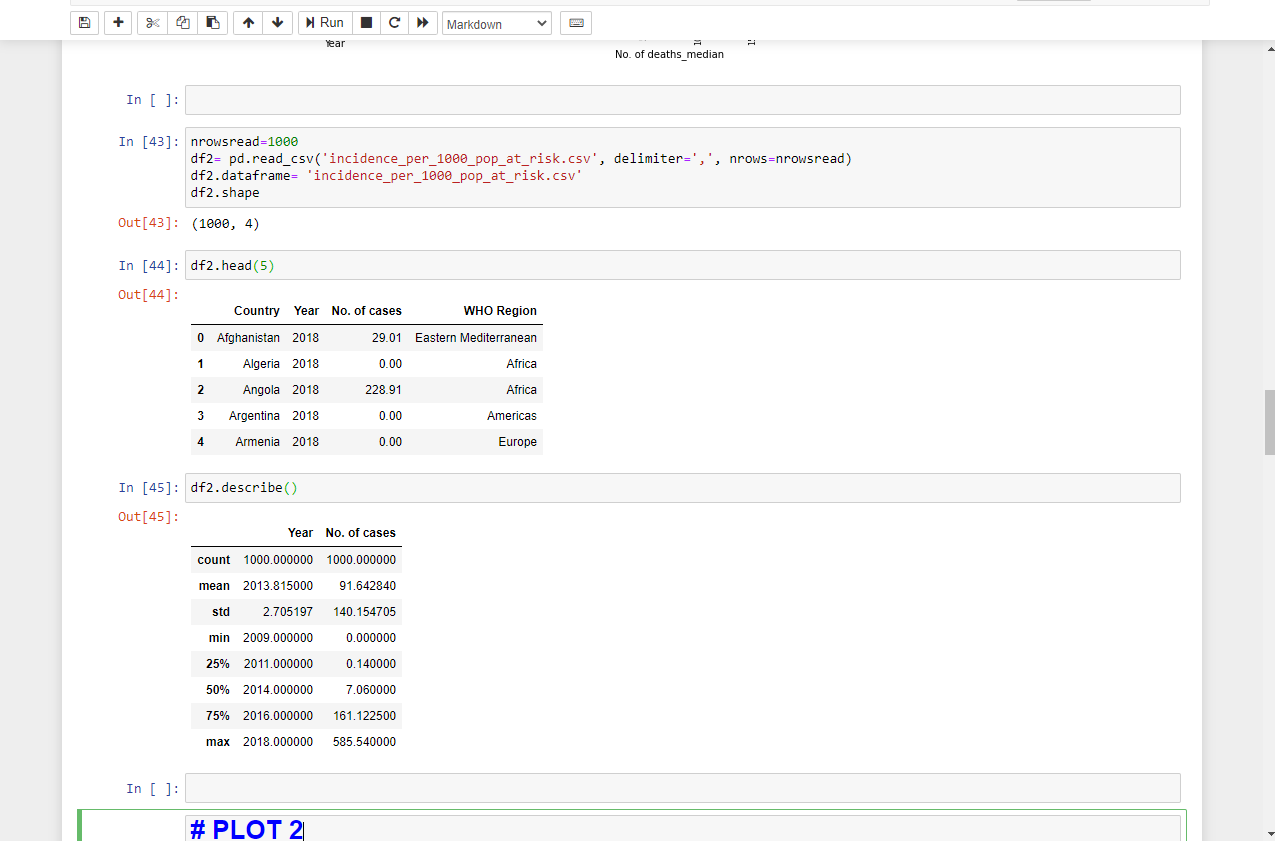 Run
Markdown
Year
No. of deaths_median
In [ ]:
In [43]:
nrowsread=1000
df2= pd.read_csv('incidence_per_1000_pop_at_risk.csv', delimiter=',', nrows=nrowsread)
df2.dataframe= 'incidence_per_1000_pop_at_risk.csv'
df2.shape
Out[43]: (1000, 4)
In [44]: df2.head(5)
Out[44]:
Country Year No. of cases WHO Region
0 Afghanistan 2018 29.01 Eastern Mediterranean
1 Algeria 2018 0.00 Africa
2 Angola 2018 228.91 Africa
3 Argentina 2018 0.00 Americas
4 Armenia 2018 0.00 Europe
In [45]: df2.describe()
Out[45]:
Year No. of cases
count 1000.000000 1000.000000
mean 2013.815000 91.642840
std 2.705197 140.154705
min 2009.000000 0.000000
25% 2011.000000 0.140000
50% 2014.000000 7.060000
75% 2016.000000 161.122500
max 2018.000000 585.540000
In [ ]:
# PLOT 2